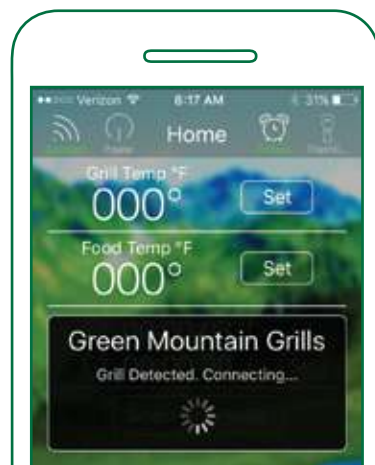 Verizon 8:17 AM 31%
Home
Grill Temp °F
000° Set
Food Temp °F
000° Set
Green Mountain Grills
Grill Detected. Connecting...